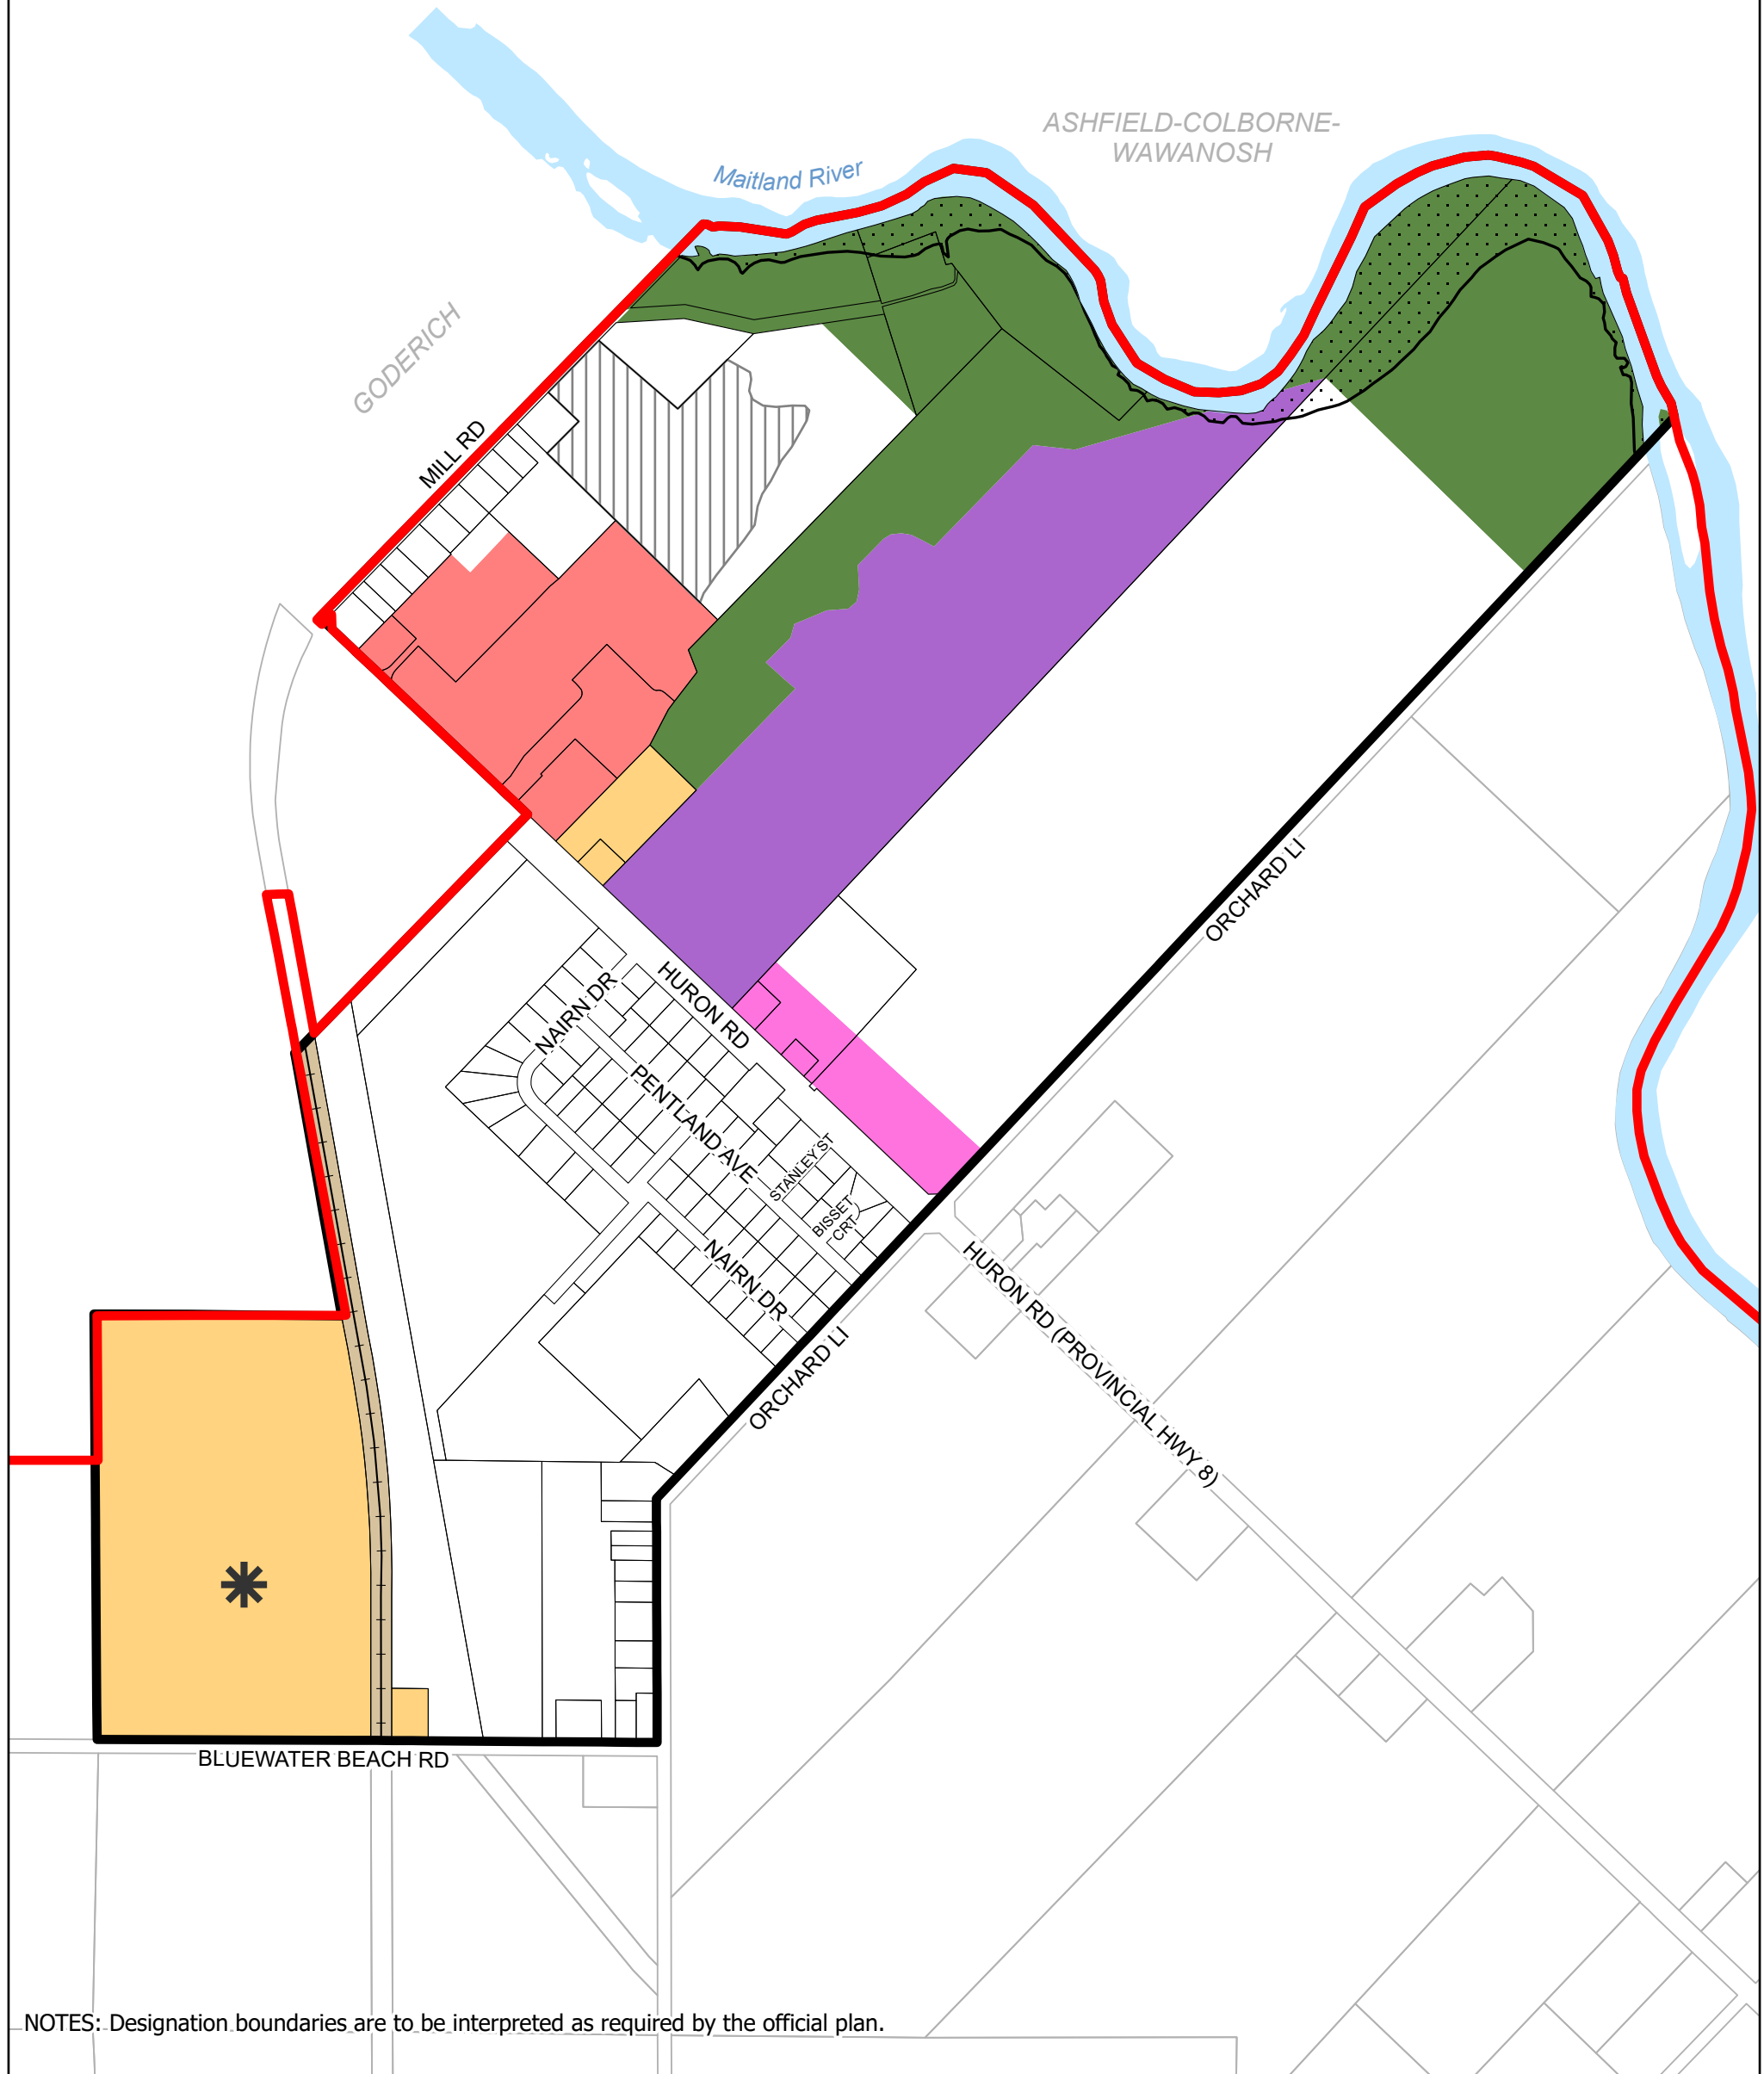 ASHFIELD-COLBORNE-
WAWANOSH
Maitland River
GODERICH
MILL RD
ORCHARD LI
HURON RD
NAIRN DR
PENTLAND AVE
STANLEY ST
BISSET
CRT
NAIRN DR
HURON RD (PROVINCIAL HWY 8)
ORCHARD LI
BLUEWATER BEACH RD
NOTES: Designation boundaries are to be interpreted as required by the official plan.